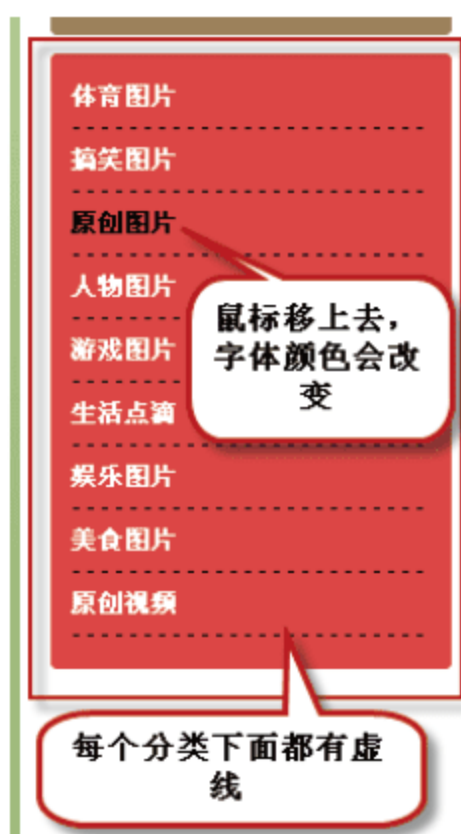 体育图片
搞笑图片
原创图片
人物图片
游戏图片
生活点滴
娱乐图片
美食图片
原创视频
鼠标移上去，
字体颜色会改
变
每个分类下面都有虚
线